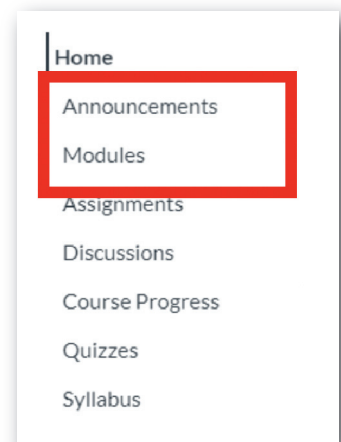 Home
Announcements
Modules
Assignments
Discussions
Course Progress
Quizzes
Syllabus